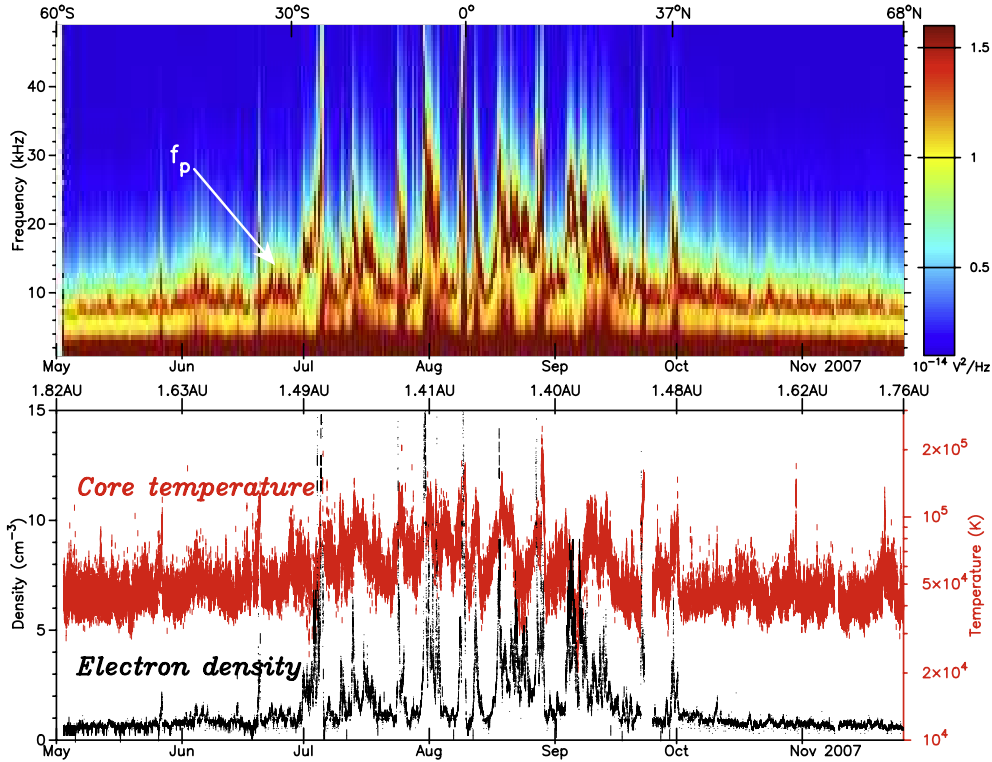 60°S 30°S 0° 37°N 68°N
Frequency (kHz)
40
30
20
10
f_p
1.5
1
0.5
10⁻¹⁴ V²/Hz
May Jun Jul Aug Sep Oct Nov 2007
1.82AU 1.63AU 1.49AU 1.41AU 1.40AU 1.48AU 1.62AU 1.76AU
Density (cm⁻³)
15
10
5
0
Core temperature
Electron density
2×10⁵
10⁵
5×10⁴
2×10⁴
10⁴
Temperature (K)
May Jun Jul Aug Sep Oct Nov 2007